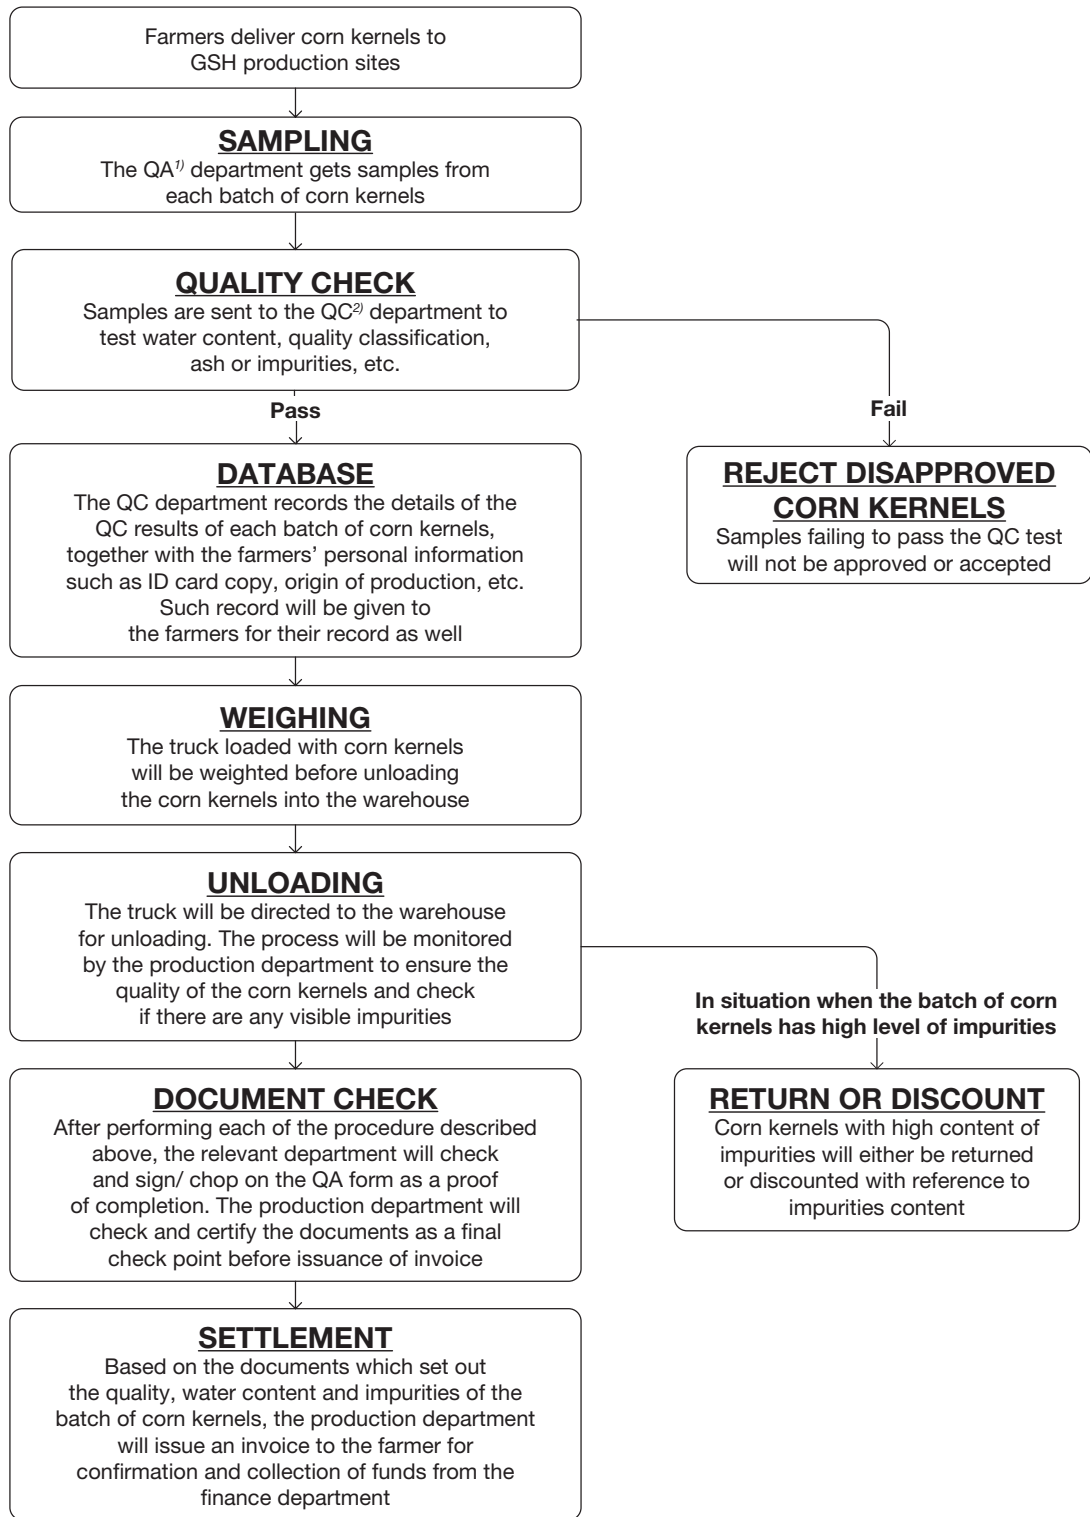 Farmers deliver corn kernels to
GSH production sites
SAMPLING
The QA1) department gets samples from
each batch of corn kernels
QUALITY CHECK
Samples are sent to the QC2) department to
test water content, quality classification,
ash or impurities, etc.
Pass
Fail
DATABASE
The QC department records the details of the
QC results of each batch of corn kernels,
together with the farmers’ personal information
such as ID card copy, origin of production, etc.
Such record will be given to
the farmers for their record as well
REJECT DISAPPROVED
CORN KERNELS
Samples failing to pass the QC test
will not be approved or accepted
WEIGHING
The truck loaded with corn kernels
will be weighted before unloading
the corn kernels into the warehouse
UNLOADING
The truck will be directed to the warehouse
for unloading. The process will be monitored
by the production department to ensure the
quality of the corn kernels and check
if there are any visible impurities
In situation when the batch of corn
kernels has high level of impurities
DOCUMENT CHECK
After performing each of the procedure described
above, the relevant department will check
and sign/ chop on the QA form as a proof
of completion. The production department will
check and certify the documents as a final
check point before issuance of invoice
RETURN OR DISCOUNT
Corn kernels with high content of
impurities will either be returned
or discounted with reference to
impurities content
SETTLEMENT
Based on the documents which set out
the quality, water content and impurities of the
batch of corn kernels, the production department
will issue an invoice to the farmer for
confirmation and collection of funds from the
finance department